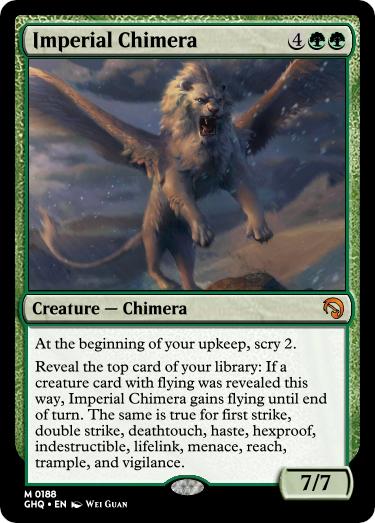 Imperial Chimera 4
Creature — Chimera
At the beginning of your upkeep, scry 2.
Reveal the top card of your library: If a
creature card with flying was revealed this
way, Imperial Chimera gains flying until end
of turn. The same is true for first strike,
double strike, deathtouch, haste, hexproof,
indestructible, lifelink, menace, reach,
trample, and vigilance.
7/7
M 0188
GHQ • EN Wei Guan